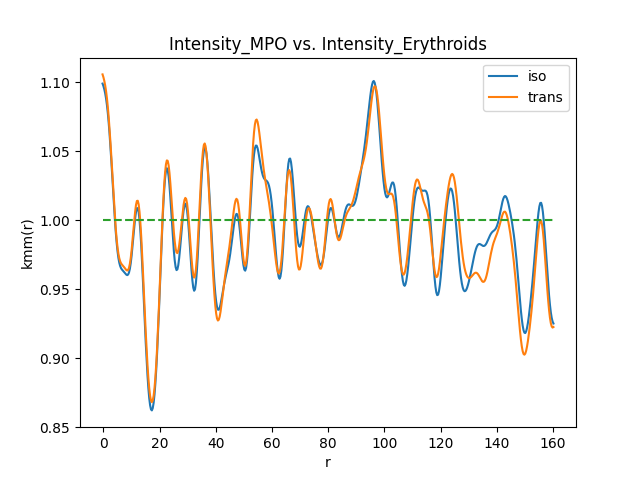 Intensity_MPO vs. Intensity_Erythroids
iso
trans
kmm(r)
1.10
1.05
1.00
0.95
0.90
0.85
0 20 40 60 80 100 120 140 160
r